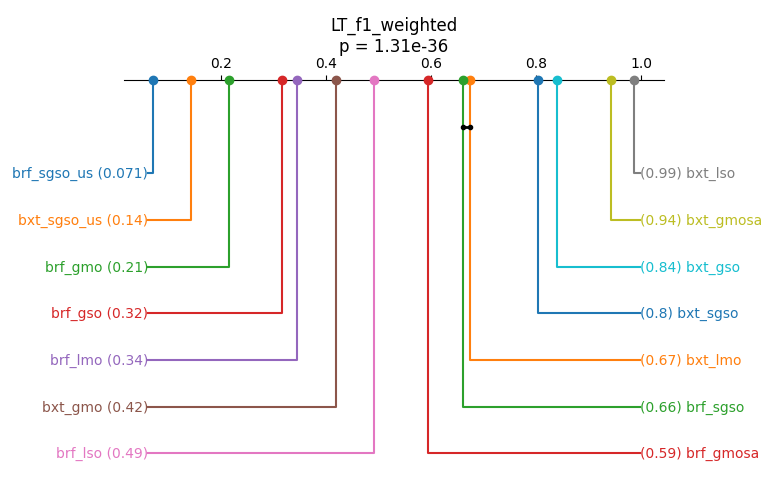 LT_f1_weighted
p = 1.31e-36
0.2 0.4 0.6 0.8 1.0
brf_sgso_us (0.071) (0.99) bxt_lso
bxt_sgso_us (0.14) (0.94) bxt_gmosa
brf_gmo (0.21) (0.84) bxt_gso
brf_gso (0.32) (0.8) bxt_sgso
brf_lmo (0.34) (0.67) bxt_lmo
bxt_gmo (0.42) (0.66) brf_sgso
brf_lso (0.49) (0.59) brf_gmosa